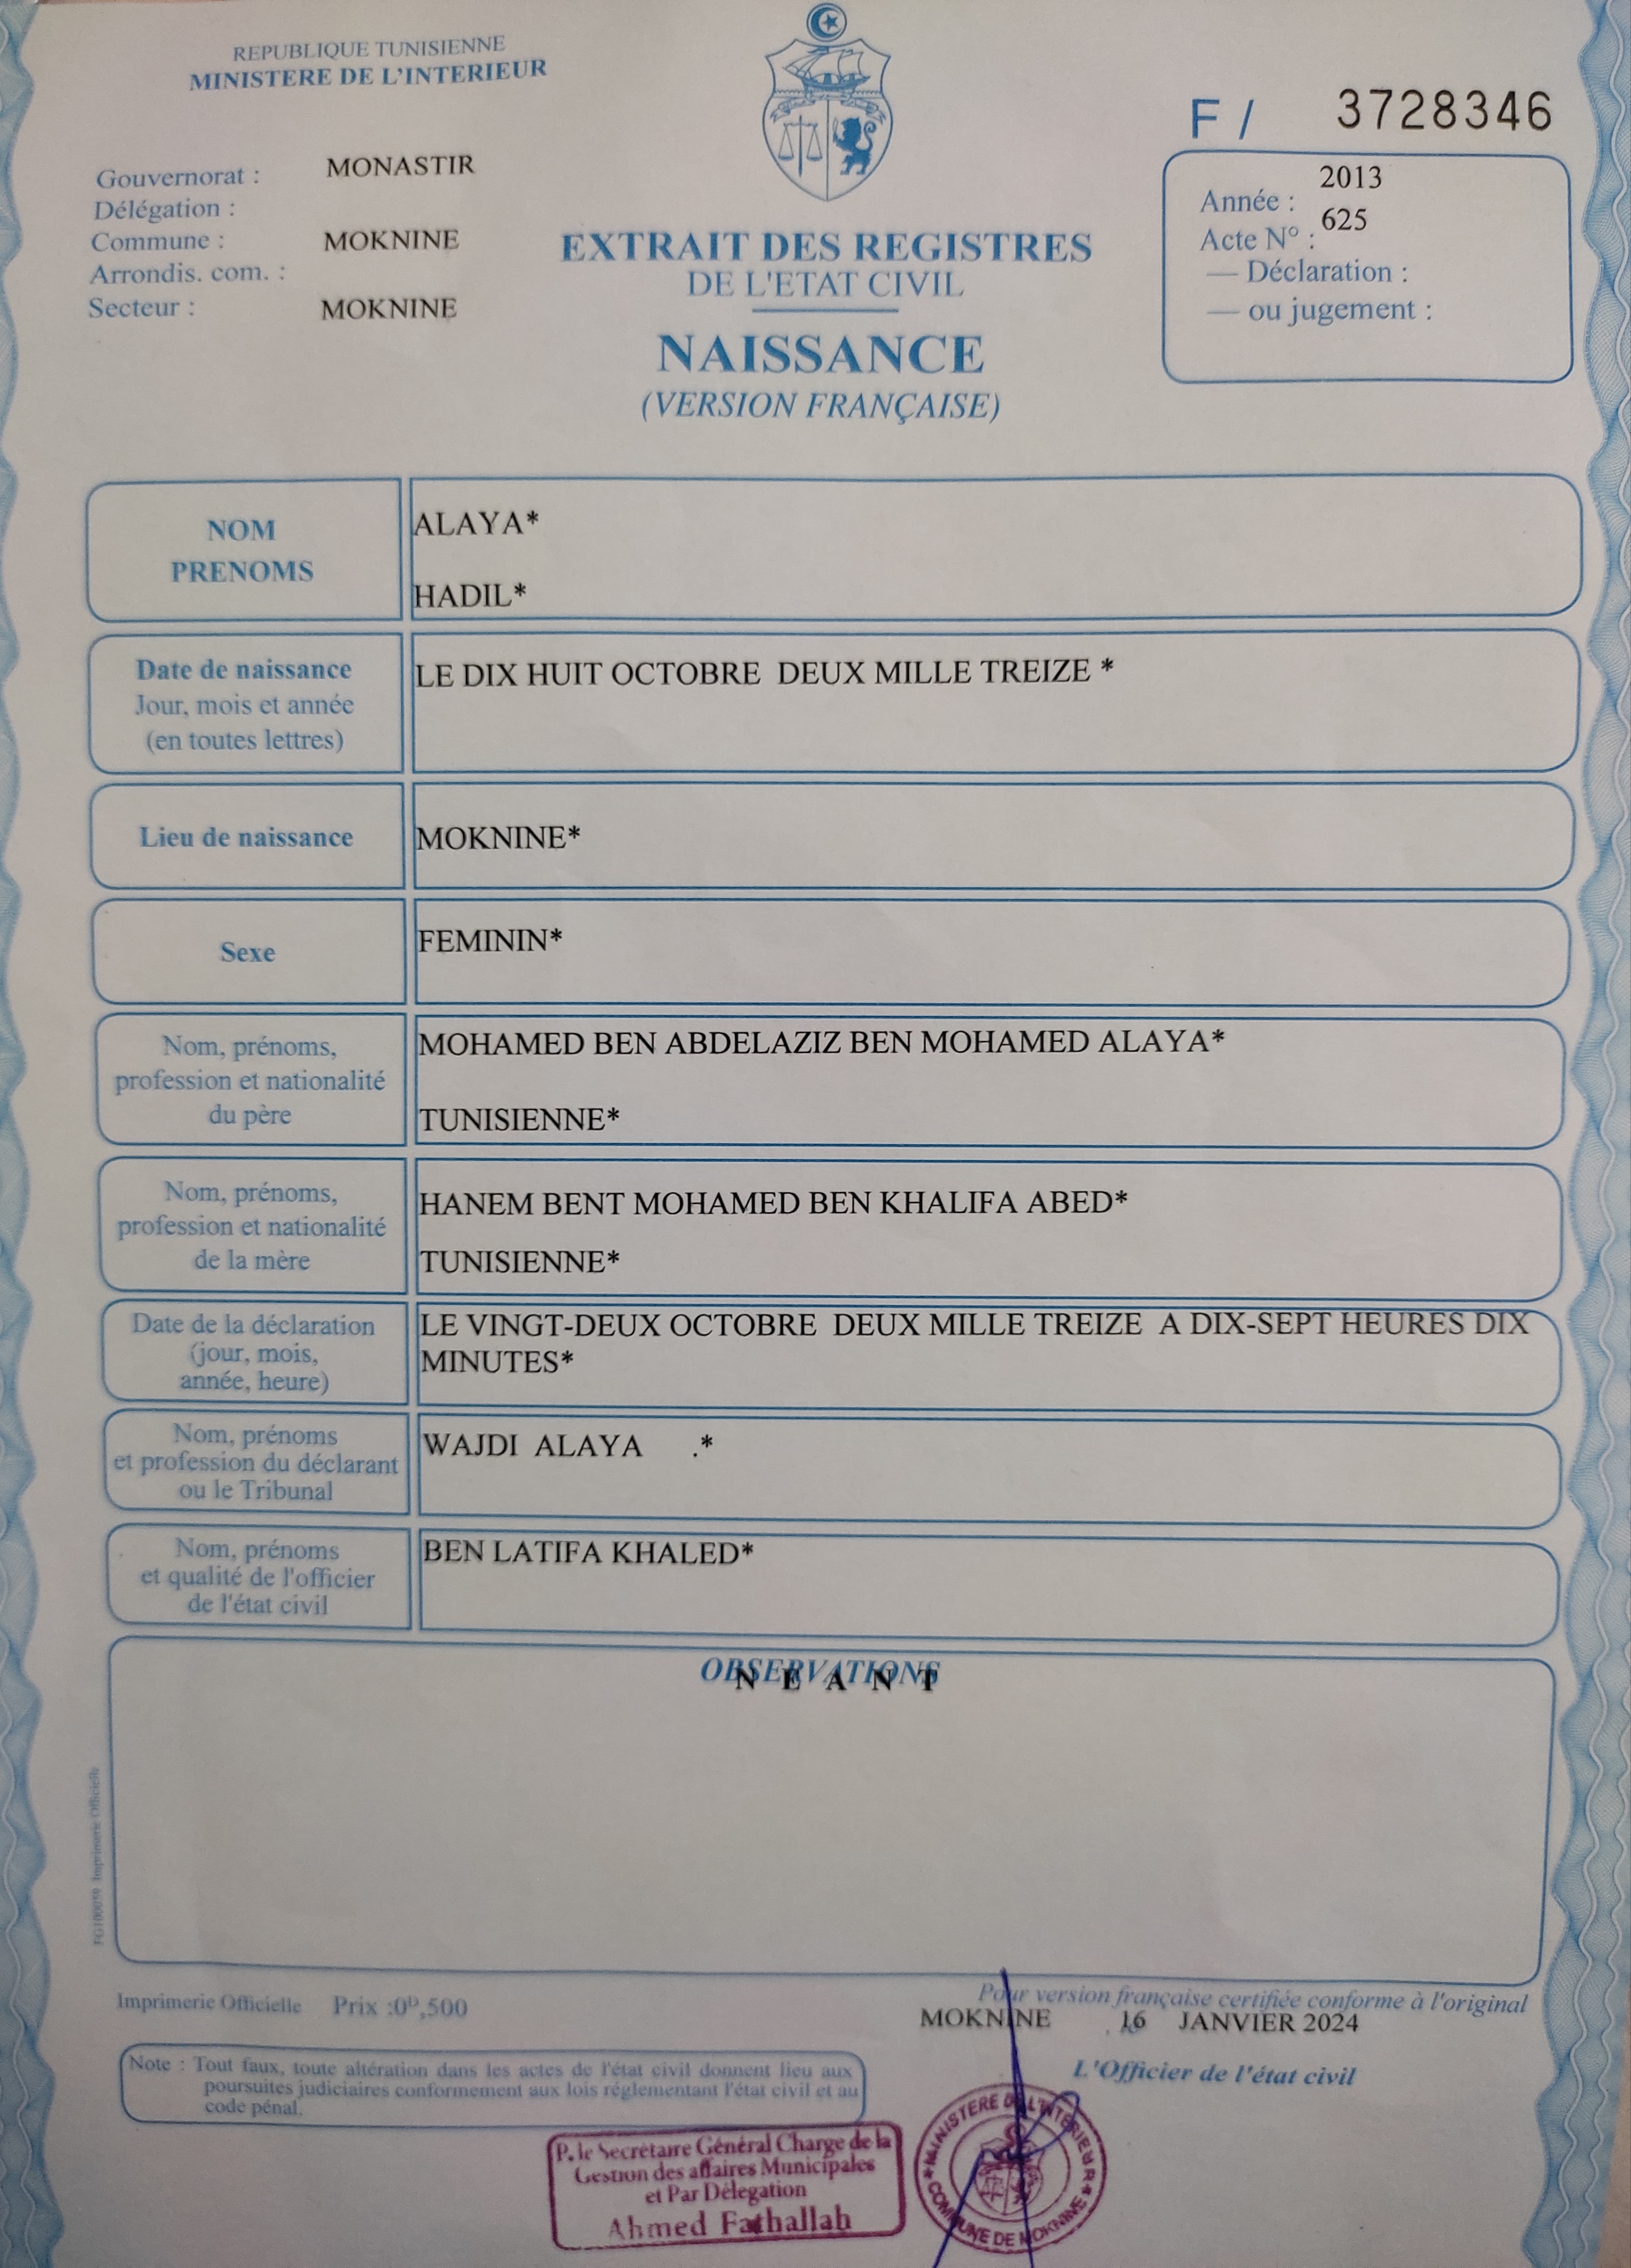 REPUBLIQUE TUNISIENNE
MINISTERE DE L'INTERIEUR
F / 3728346
Gouvernorat : MONASTIR
Délégation :
Commune : MOKNINE
Arrondis. com. :
Secteur : MOKNINE
EXTRAIT DES REGISTRES
DE L'ETAT CIVIL
NAISSANCE
(VERSION FRANÇAISE)
Année : 2013
Acte N° : 625
— Déclaration :
— ou jugement :
NOM
PRENOMS
ALAYA*
HADIL*
Date de naissance
Jour, mois et année
(en toutes lettres)
LE DIX HUIT OCTOBRE DEUX MILLE TREIZE *
Lieu de naissance
MOKNINE*
Sexe
FEMININ*
Nom, prénoms,
profession et nationalité
du père
MOHAMED BEN ABDELAZIZ BEN MOHAMED ALAYA*
TUNISIENNE*
Nom, prénoms,
profession et nationalité
de la mère
HANEM BENT MOHAMED BEN KHALIFA ABED*
TUNISIENNE*
Date de la déclaration
(jour, mois,
année, heure)
LE VINGT-DEUX OCTOBRE DEUX MILLE TREIZE A DIX-SEPT HEURES DIX
MINUTES*
Nom, prénoms
et profession du déclarant
ou le Tribunal
WAJDI ALAYA .*
Nom, prénoms
et qualité de l'officier
de l'état civil
BEN LATIFA KHALED*
OBSERVATIONS
N E A N T
Imprimerie Officielle
Imprimerie Officielle Prix :0ᴰ,500
Pour version française certifiée conforme à l'original
MOKNINE 16 JANVIER 2024
L'Officier de l'état civil
Note : Tout faux, toute altération dans les actes de l'état civil donnent lieu aux
poursuites judiciaires conformement aux lois réglementant l'état civil et au
code pénal.
P. le Secrétaire Général Charge de la
Gestion des affaires Municipales
et Par Délegation
Ahmed Fathallah
MINISTERE DE L'INTERIEUR
COMMUNE DE MOKNINE